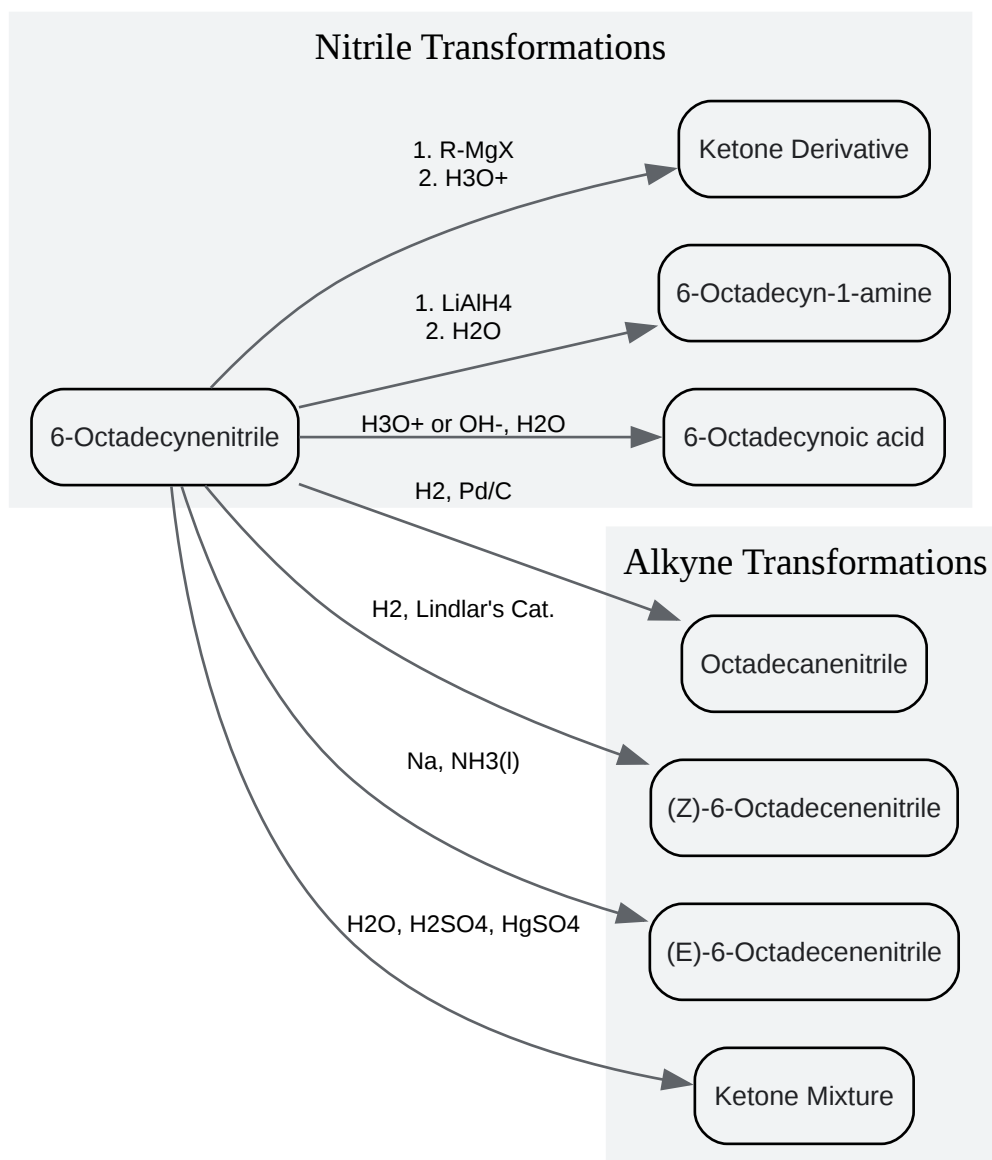 Nitrile Transformations
1. R-MgX
2. H3O+
Ketone Derivative
1. LiAlH4
2. H2O
6-Octadecyn-1-amine
6-Octadecynenitrile
H3O+ or OH-, H2O
6-Octadecynoic acid
H2, Pd/C
Alkyne Transformations
H2, Lindlar's Cat.
Octadecanenitrile
Na, NH3(l)
(Z)-6-Octadecenenitrile
H2O, H2SO4, HgSO4
(E)-6-Octadecenenitrile
Ketone Mixture